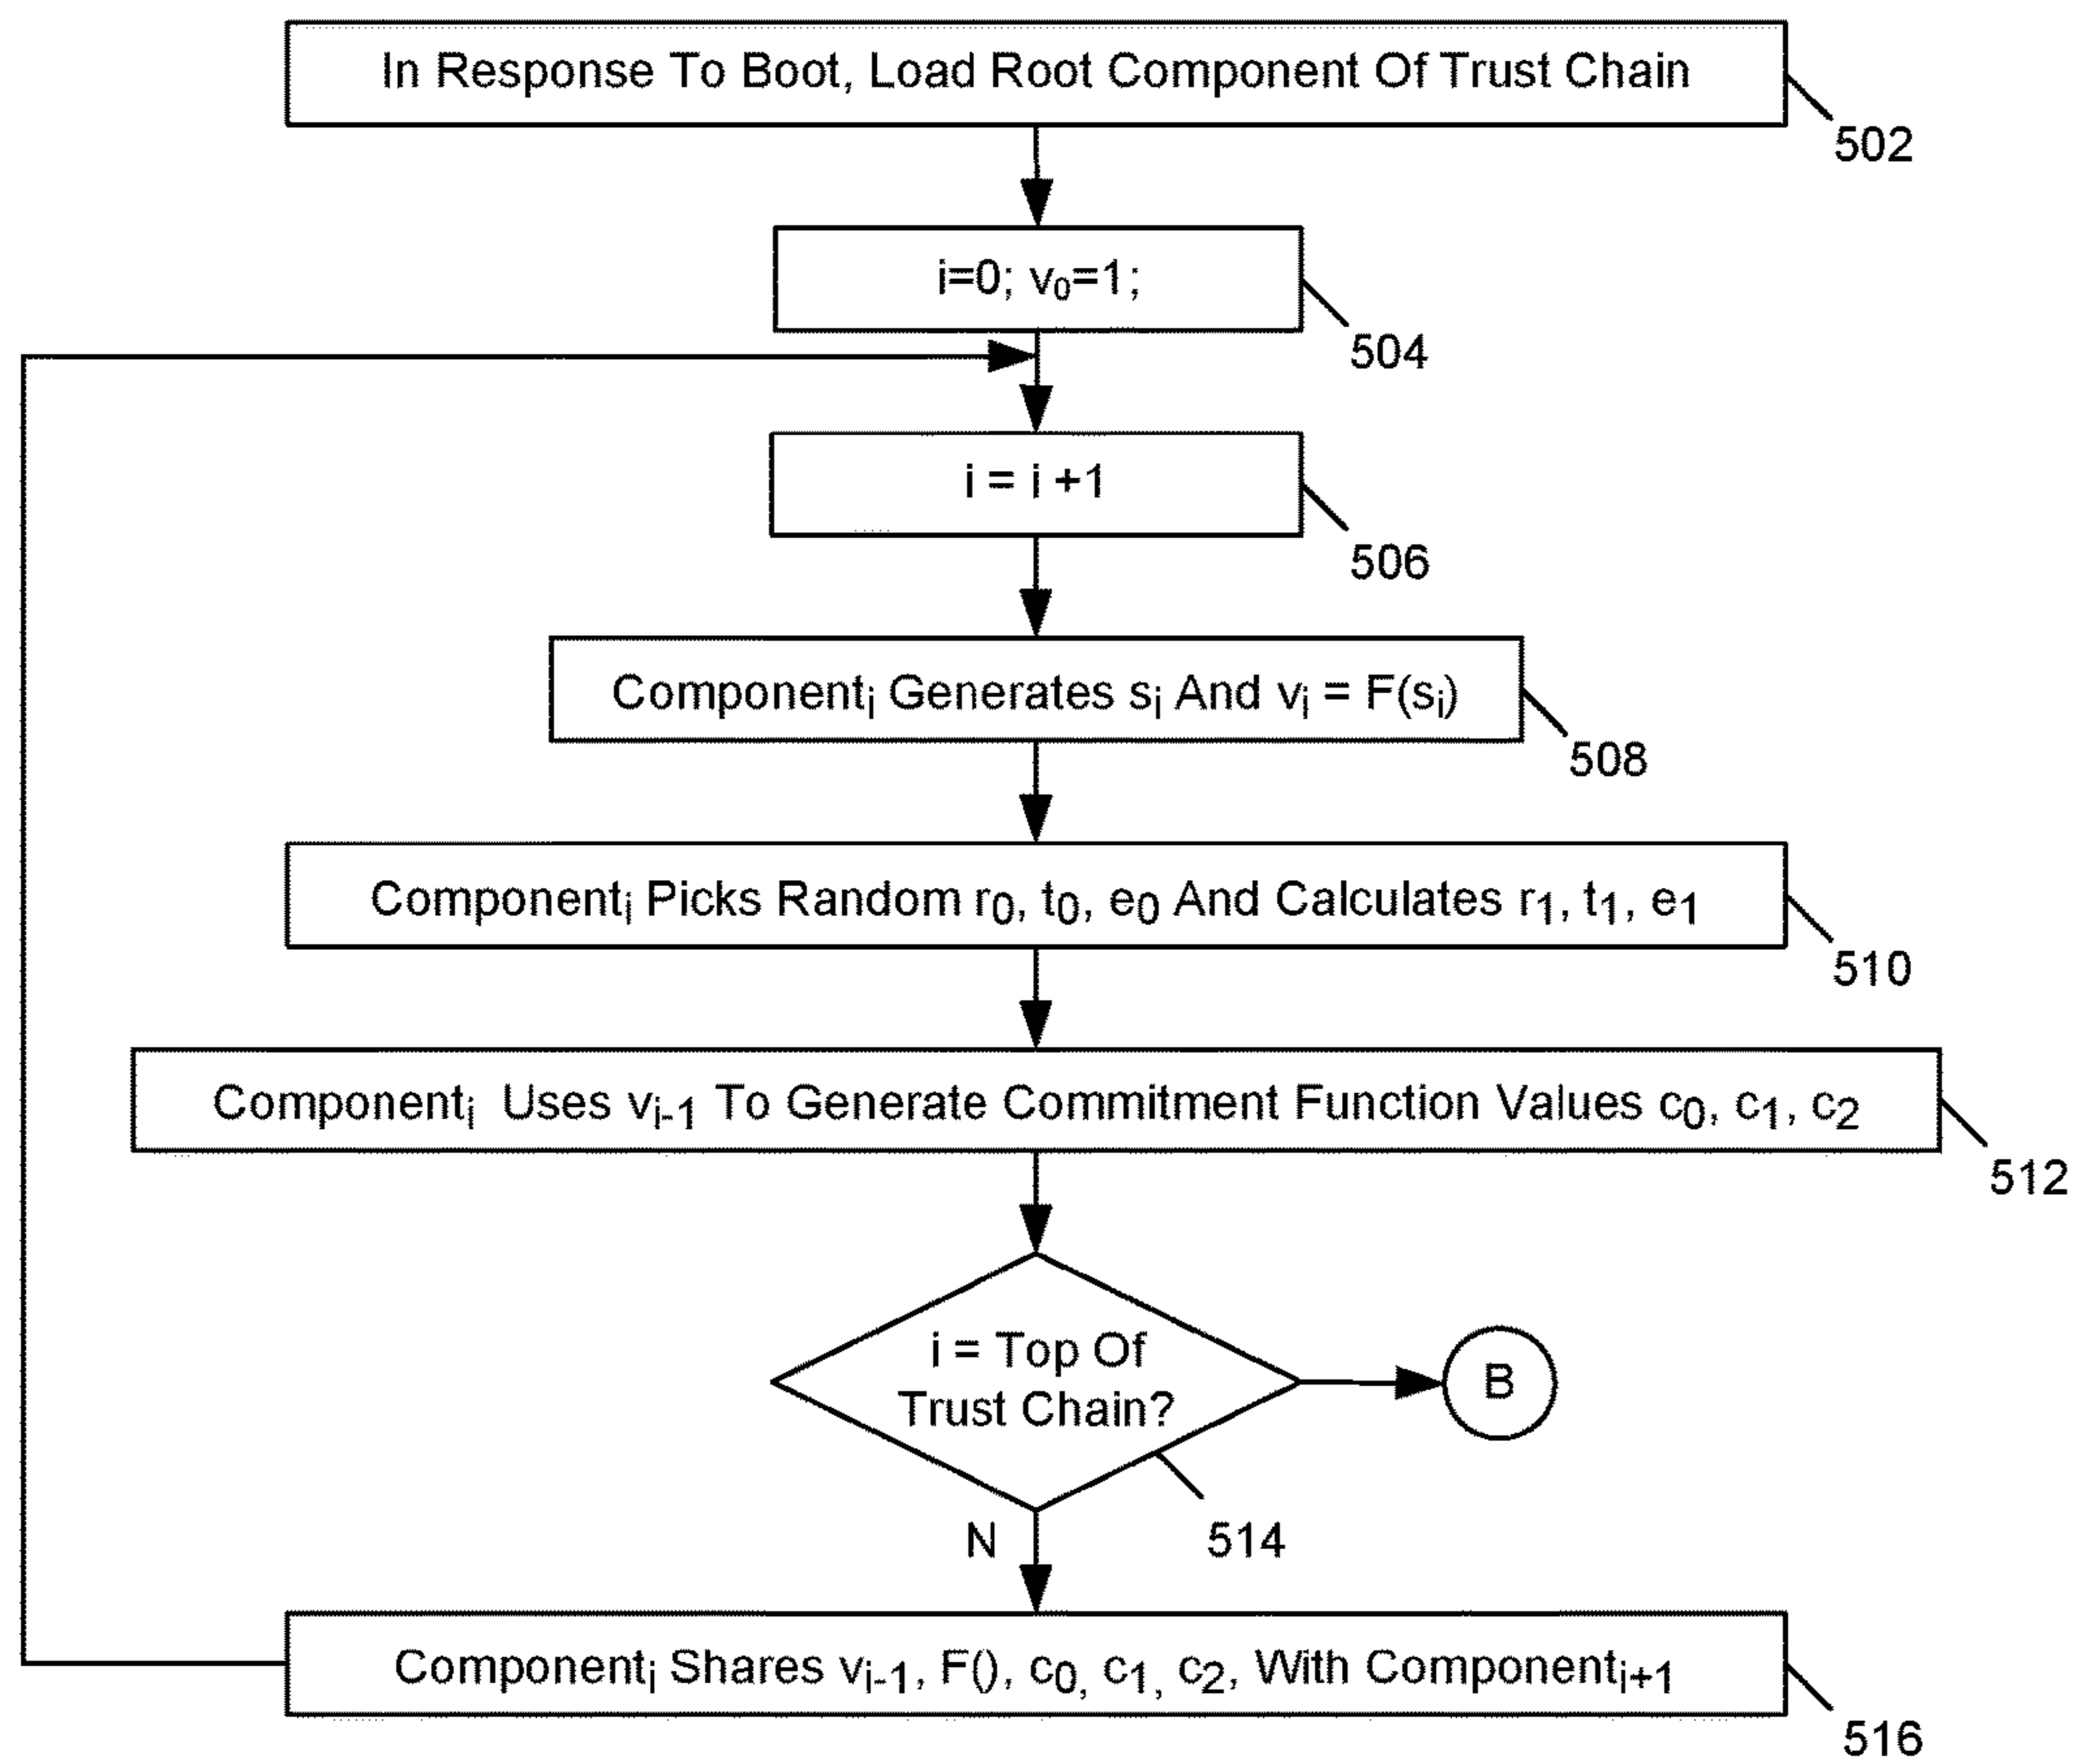 In Response To Boot, Load Root Component Of Trust Chain
502
i=0; v₀=1;
504
i = i +1
506
Componentᵢ Generates sᵢ And vᵢ = F(sᵢ)
508
Componentᵢ Picks Random r₀, t₀, e₀ And Calculates r₁, t₁, e₁
510
Componentᵢ Uses vᵢ₋₁ To Generate Commitment Function Values c₀, c₁, c₂
512
i = Top Of
Trust Chain?
B
514
N
Componentᵢ Shares vᵢ₋₁, F(), c₀, c₁, c₂, With Componentᵢ₊₁
516